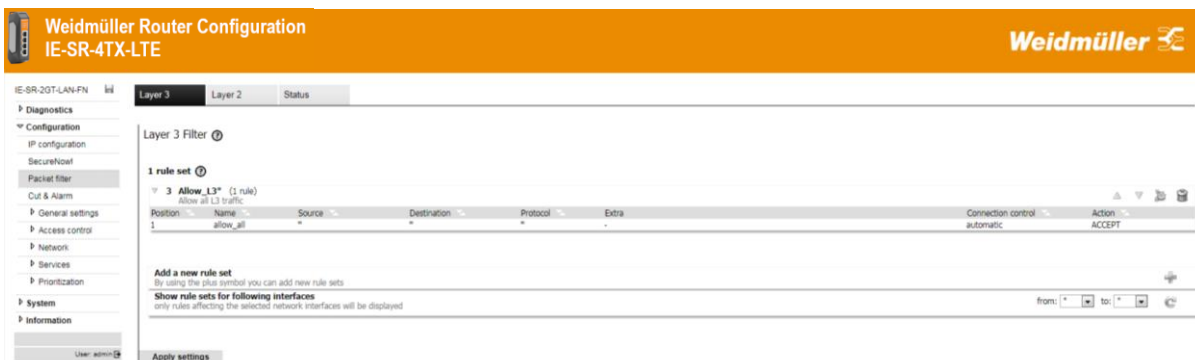 Weidmüller Router Configuration
IE-SR-4TX-LTE
Weidmüller
IE-SR-2GT-LAN-FN
Diagnostics
Configuration
IP configuration
SecureNow!
Packet filter
Cut & Alarm
General settings
Access control
Network
Services
Prioritization
System
Information
User: admin
Layer 3 Layer 2 Status
Layer 3 Filter ?
1 rule set ?
3 Allow_L3* (1 rule)
Allow all L3 traffic
Position Name Source Destination Protocol Extra Connection control Action
1 allow_all * * * - automatic ACCEPT
Add a new rule set
By using the plus symbol you can add new rule sets
Show rule sets for following interfaces
only rules affecting the selected network interfaces will be displayed
from: * to: *
Apply settings